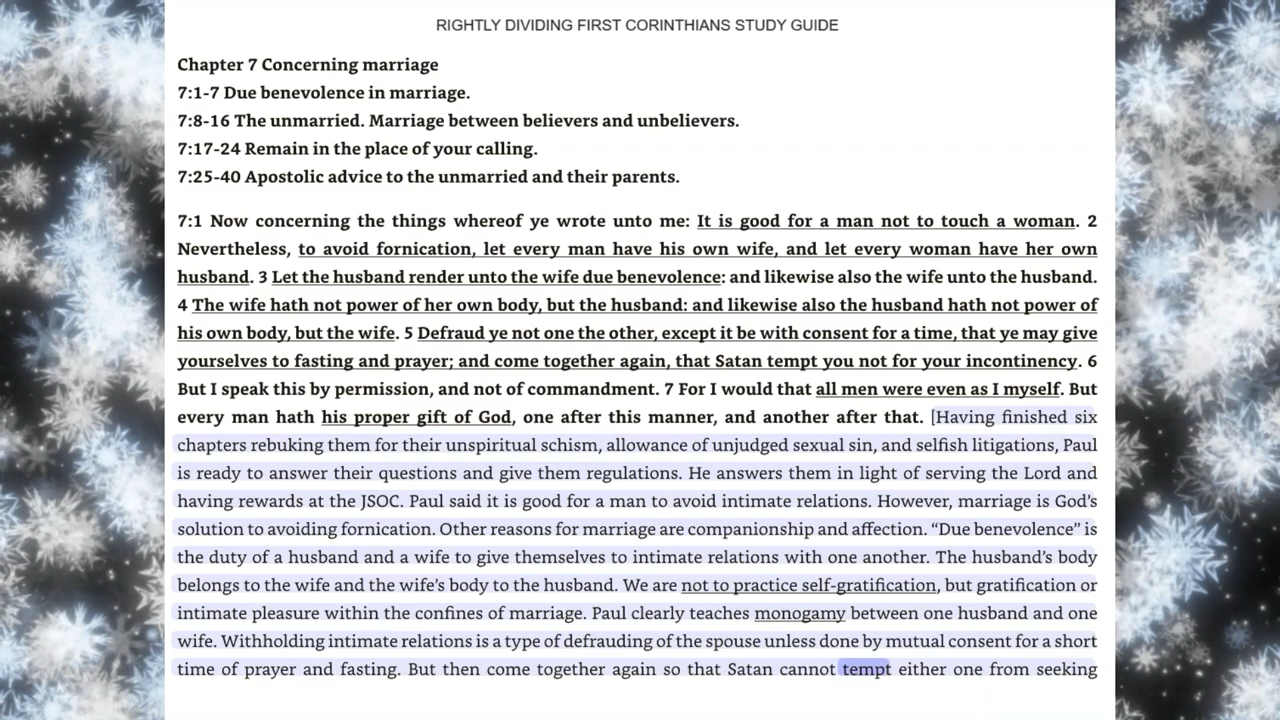 RIGHTLY DIVIDING FIRST CORINTHIANS STUDY GUIDE
Chapter 7 Concerning marriage
7:1-7 Due benevolence in marriage.
7:8-16 The unmarried. Marriage between believers and unbelievers.
7:17-24 Remain in the place of your calling.
7:25-40 Apostolic advice to the unmarried and their parents.
7:1 Now concerning the things whereof ye wrote unto me: It is good for a man not to touch a woman. 2
Nevertheless, to avoid fornication, let every man have his own wife, and let every woman have her own
husband. 3 Let the husband render unto the wife due benevolence: and likewise also the wife unto the husband.
4 The wife hath not power of her own body, but the husband: and likewise also the husband hath not power of
his own body, but the wife. 5 Defraud ye not one the other, except it be with consent for a time, that ye may give
yourselves to fasting and prayer; and come together again, that Satan tempt you not for your incontinency. 6
But I speak this by permission, and not of commandment. 7 For I would that all men were even as I myself. But
every man hath his proper gift of God, one after this manner, and another after that. [Having finished six
chapters rebuking them for their unspiritual schism, allowance of unjudged sexual sin, and selfish litigations, Paul
is ready to answer their questions and give them regulations. He answers them in light of serving the Lord and
having rewards at the JSOC. Paul said it is good for a man to avoid intimate relations. However, marriage is God’s
solution to avoiding fornication. Other reasons for marriage are companionship and affection. “Due benevolence” is
the duty of a husband and a wife to give themselves to intimate relations with one another. The husband’s body
belongs to the wife and the wife’s body to the husband. We are not to practice self-gratification, but gratification or
intimate pleasure within the confines of marriage. Paul clearly teaches monogamy between one husband and one
wife. Withholding intimate relations is a type of defrauding of the spouse unless done by mutual consent for a short
time of prayer and fasting. But then come together again so that Satan cannot tempt either one from seeking